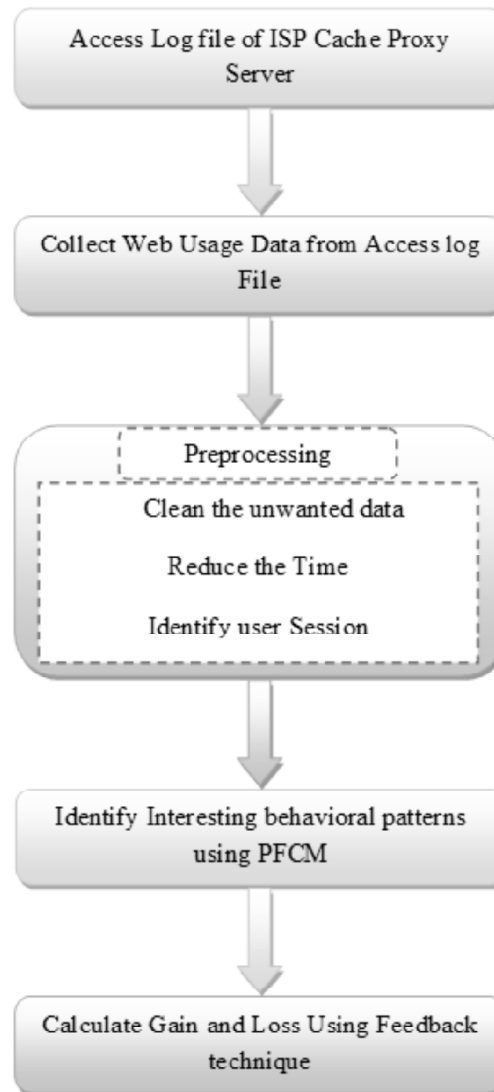 Access Log file of ISP Cache Proxy
Server
Collect Web Usage Data from Access log
File
Preprocessing
Clean the unwanted data
Reduce the Time
Identify user Session
Identify Interesting behavioral patterns
using PFCM
Calculate Gain and Loss Using Feedback
technique